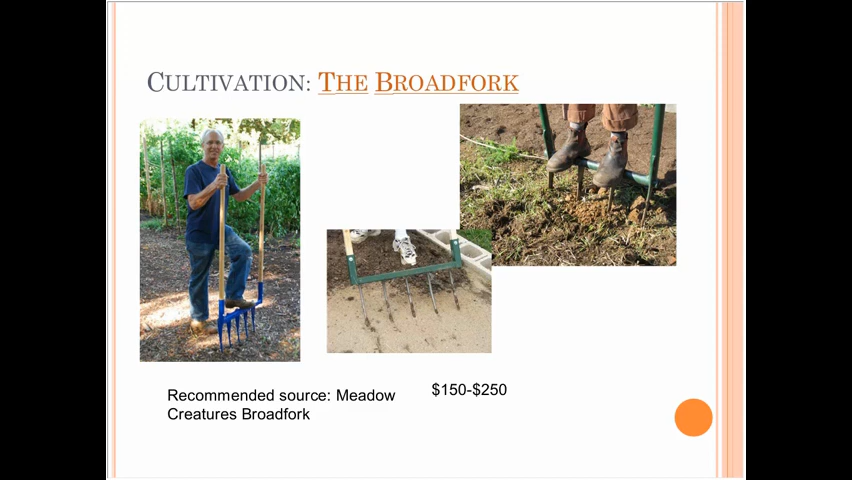 CULTIVATION: THE BROADFORK
Recommended source: Meadow
Creatures Broadfork
$150-$250